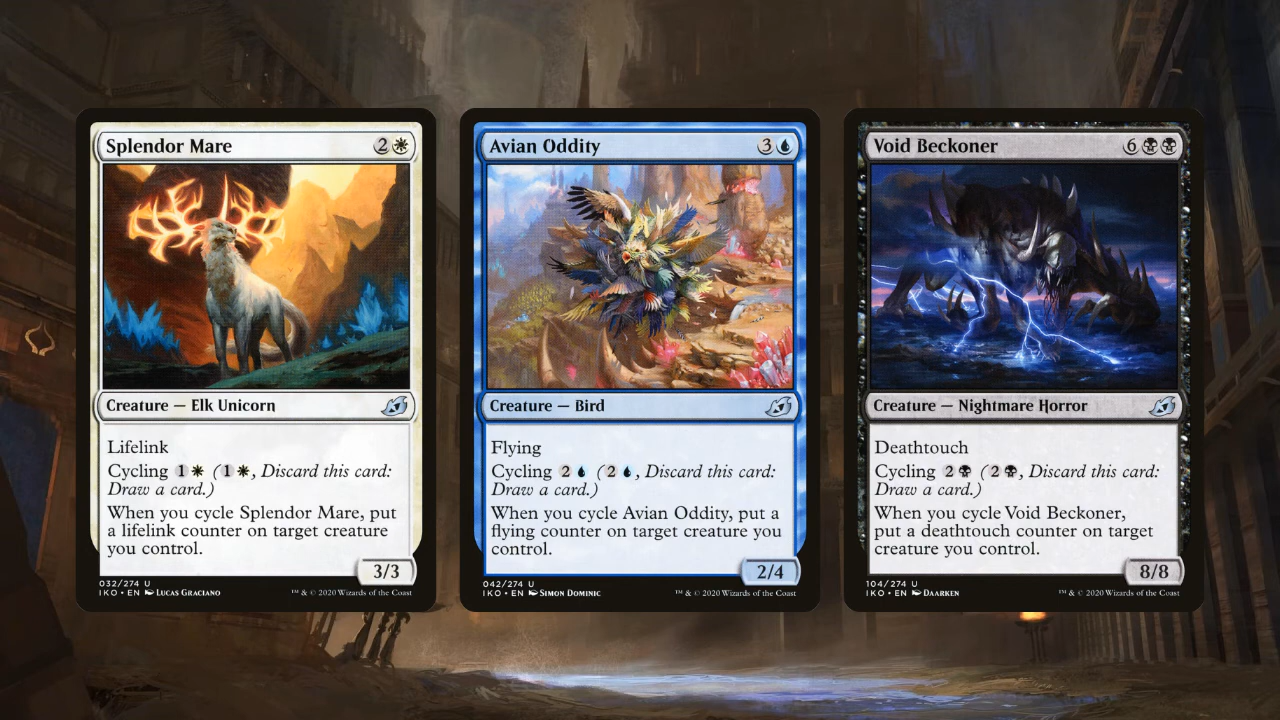 Splendor Mare 2
Creature — Elk Unicorn
Lifelink
Cycling 1 (1, Discard this card:
Draw a card.)
When you cycle Splendor Mare, put
a lifelink counter on target creature
you control.
3/3
032/274 U
IKO • EN Lucas Graciano
™ & © 2020 Wizards of the Coast
Avian Oddity 3
Creature — Bird
Flying
Cycling 2 (2, Discard this card:
Draw a card.)
When you cycle Avian Oddity, put a
flying counter on target creature you
control.
2/4
042/274 U
IKO • EN Simon Dominic
™ & © 2020 Wizards of the Coast
Void Beckoner 6
Creature — Nightmare Horror
Deathtouch
Cycling 2 (2, Discard this card:
Draw a card.)
When you cycle Void Beckoner,
put a deathtouch counter on target
creature you control.
8/8
104/274 U
IKO • EN Daarken
™ & © 2020 Wizards of the Coast